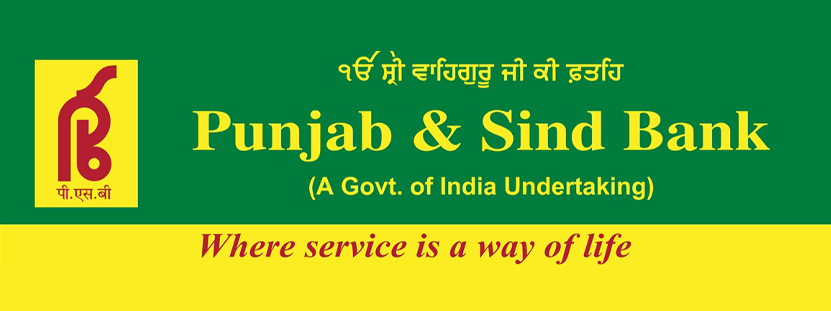 ੴ ਸ੍ਰੀ ਵਾਹਿਗੁਰੂ ਜੀ ਕੀ ਫ਼ਤਹਿ
Punjab & Sind Bank
(A Govt. of India Undertaking)
पी.एस.बी
Where service is a way of life